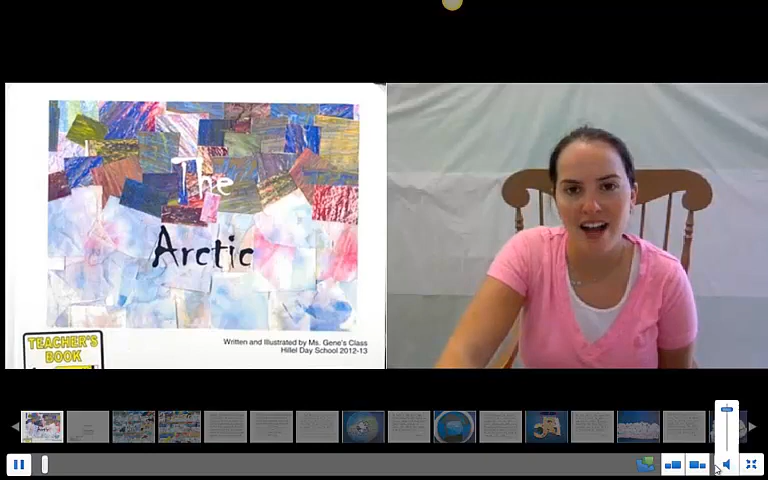 The
Arctic
TEACHER'S
BOOK
Written and Illustrated by Ms. Gene's Class
Hillel Day School 2012-13